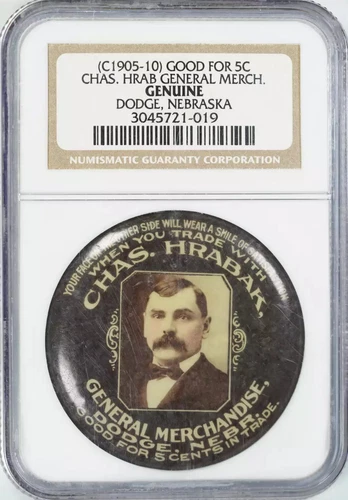 (C1905-10) GOOD FOR 5C
CHAS. HRAB GENERAL MERCH.
GENUINE
DODGE, NEBRASKA
3045721-019
NUMISMATIC GUARANTY CORPORATION
YOUR FACE ON OTHER SIDE WILL WEAR A SMILE OF
WHEN YOU TRADE WITH
CHAS. HRABAK,
GENERAL MERCHANDISE,
DODGE, NEBR.
GOOD FOR 5 CENTS IN TRADE.